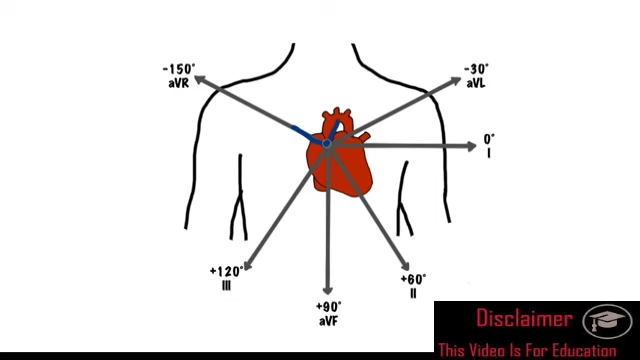 -150°
aVR
-30°
aVL
0°
I
+120°
III
+60°
II
+90°
aVF
Disclaimer
This Video Is For Education